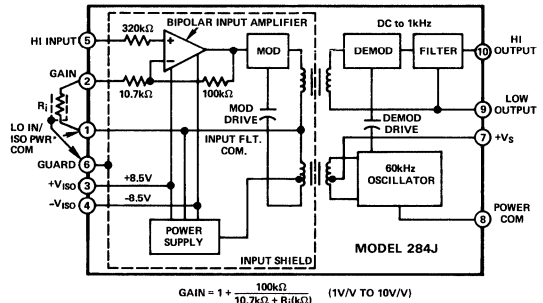 BIPOLAR INPUT AMPLIFIER
DC to 1kHz
HI INPUT 5 320kΩ + MOD DEMOD FILTER 10 HI OUTPUT
GAIN 2 10.7kΩ − 100kΩ
Ri
MOD DRIVE
DEMOD DRIVE
9 LOW OUTPUT
LO IN/ ISO PWR* COM 1
INPUT FLT. COM.
7 +VS
GUARD 6
+VISO 3 +8.5V
−VISO 4 -8.5V
60kHz OSCILLATOR
POWER SUPPLY
8 POWER COM
INPUT SHIELD
MODEL 284J
GAIN = 1 + 100kΩ / 10.7kΩ + Ri(kΩ) (1V/V TO 10V/V)